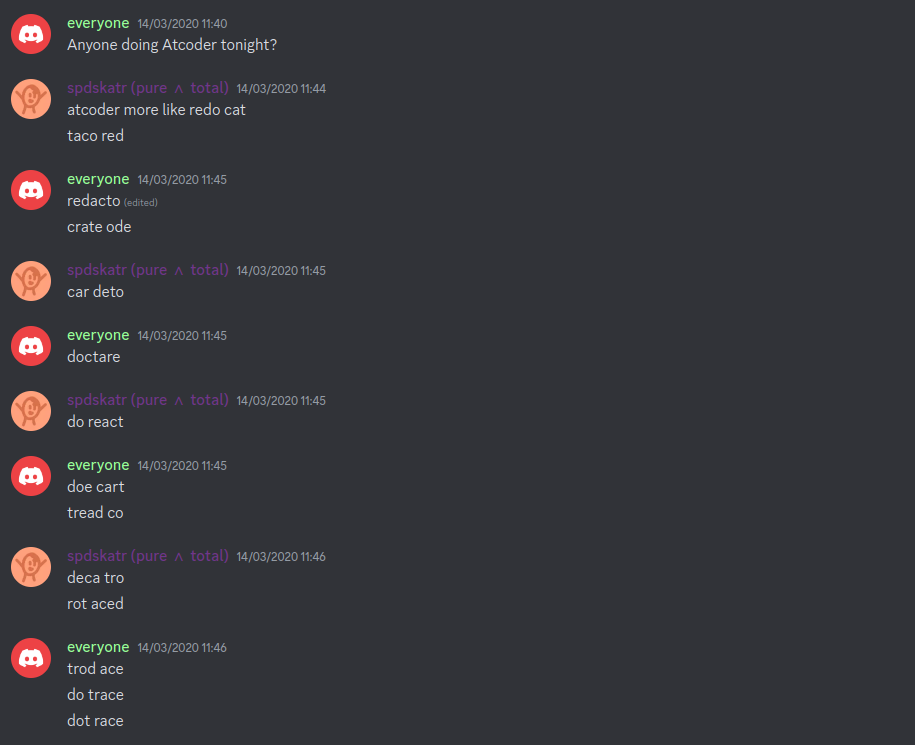 everyone 14/03/2020 11:40
Anyone doing Atcoder tonight?
spdskatr (pure ∧ total) 14/03/2020 11:44
atcoder more like redo cat
taco red
everyone 14/03/2020 11:45
redacto (edited)
crate ode
spdskatr (pure ∧ total) 14/03/2020 11:45
car deto
everyone 14/03/2020 11:45
doctare
spdskatr (pure ∧ total) 14/03/2020 11:45
do react
everyone 14/03/2020 11:45
doe cart
tread co
spdskatr (pure ∧ total) 14/03/2020 11:46
deca tro
rot aced
everyone 14/03/2020 11:46
trod ace
do trace
dot race